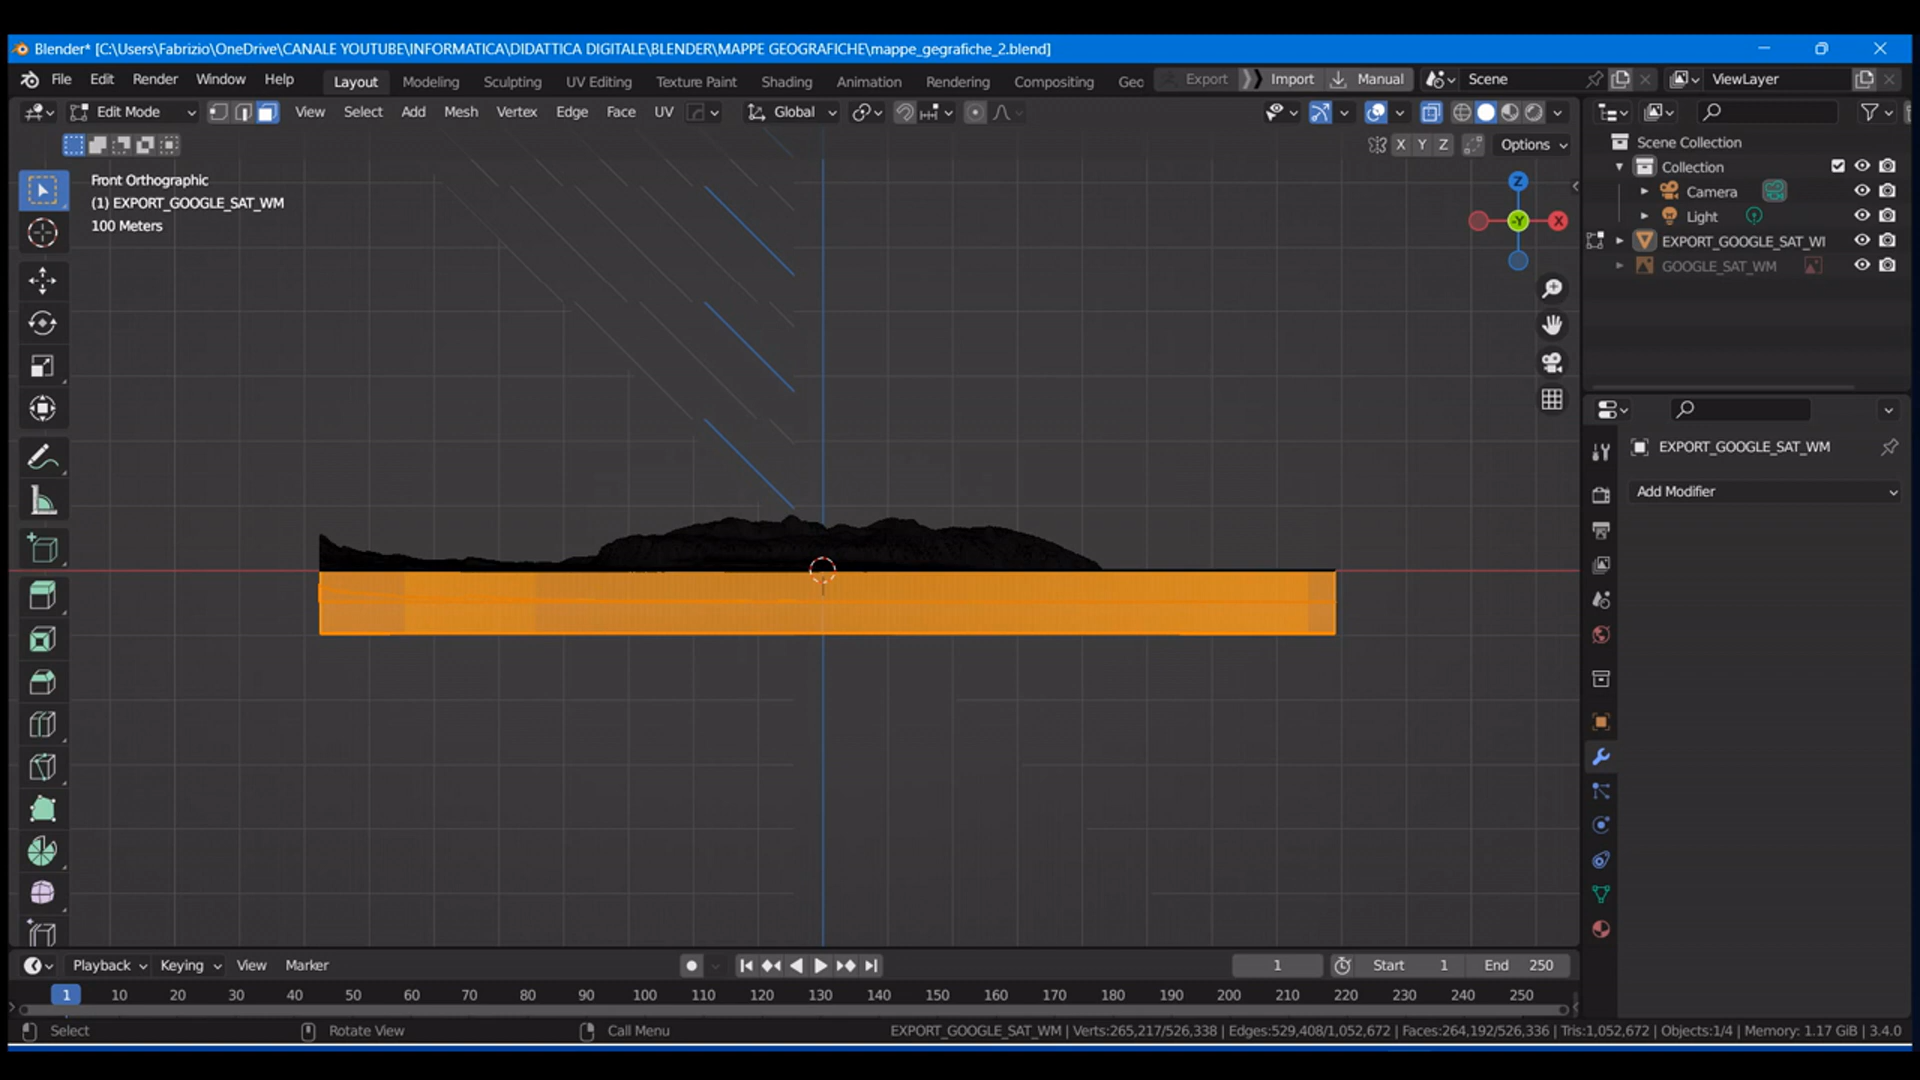 Blender* [C:\Users\Fabrizio\OneDrive\CANALE YOUTUBE\INFORMATICA\DIDATTICA DIGITALE\BLENDER\MAPPE GEOGRAFICHE\mappe_gegrafiche_2.blend]
File Edit Render Window Help Layout Modeling Sculpting UV Editing Texture Paint Shading Animation Rendering Compositing Geo Export Import Manual Scene ViewLayer
Edit Mode View Select Add Mesh Vertex Edge Face UV Global
X Y Z Options
Front Orthographic
(1) EXPORT_GOOGLE_SAT_WM
100 Meters
Z
-Y
X
Scene Collection
Collection
Camera
Light
EXPORT_GOOGLE_SAT_WI
GOOGLE_SAT_WM
EXPORT_GOOGLE_SAT_WM
Add Modifier
Playback Keying View Marker 1 Start 1 End 250
1 10 20 30 40 50 60 70 80 90 100 110 120 130 140 150 160 170 180 190 200 210 220 230 240 250
Select Rotate View Call Menu EXPORT_GOOGLE_SAT_WM | Verts:265,217/526,338 | Edges:529,408/1,052,672 | Faces:264,192/526,336 | Tris:1,052,672 | Objects:1/4 | Memory: 1.17 GiB | 3.4.0